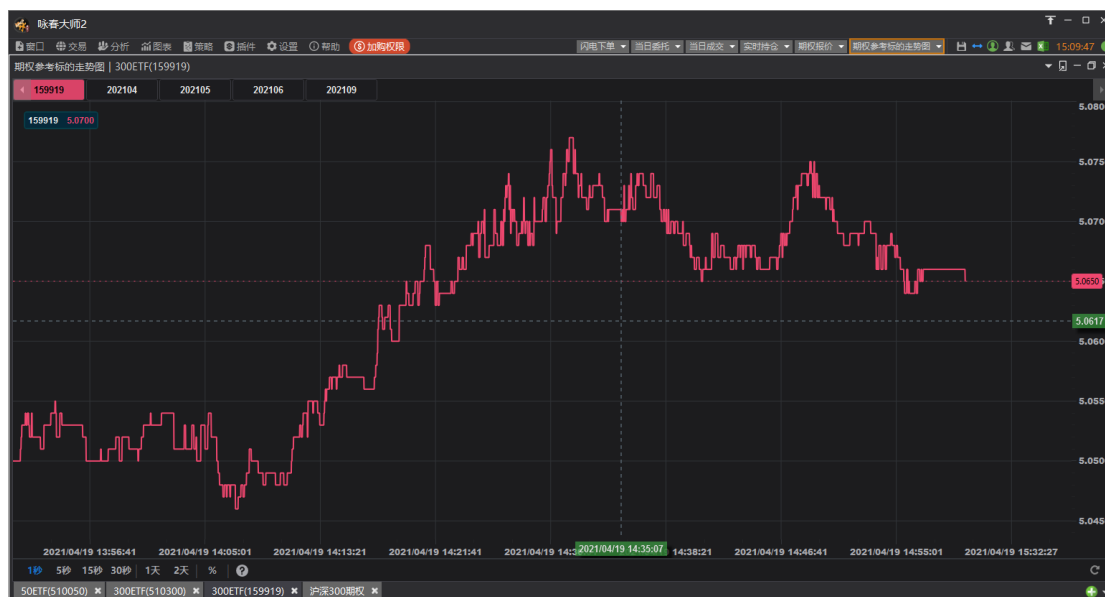 咏春大师2
窗口 交易 分析 图表 策略 插件 设置 帮助 加购权限 闪电下单 当日委托 当日成交 实时持仓 期权报价 期权参考标的走势图 15:09:47
期权参考标的走势图 | 300ETF(159919)
159919 202104 202105 202106 202109
159919 5.0700
5.080
5.075
5.070
5.0650
5.0617
5.060
5.055
5.050
5.045
2021/04/19 13:56:41 2021/04/19 14:05:01 2021/04/19 14:13:21 2021/04/19 14:21:41 2021/04/19 14:3 2021/04/19 14:35:07 14:38:21 2021/04/19 14:46:41 2021/04/19 14:55:01 2021/04/19 15:32:27
1秒 5秒 15秒 30秒 1天 2天 %
50ETF(510050) 300ETF(510300) 300ETF(159919) 沪深300期权